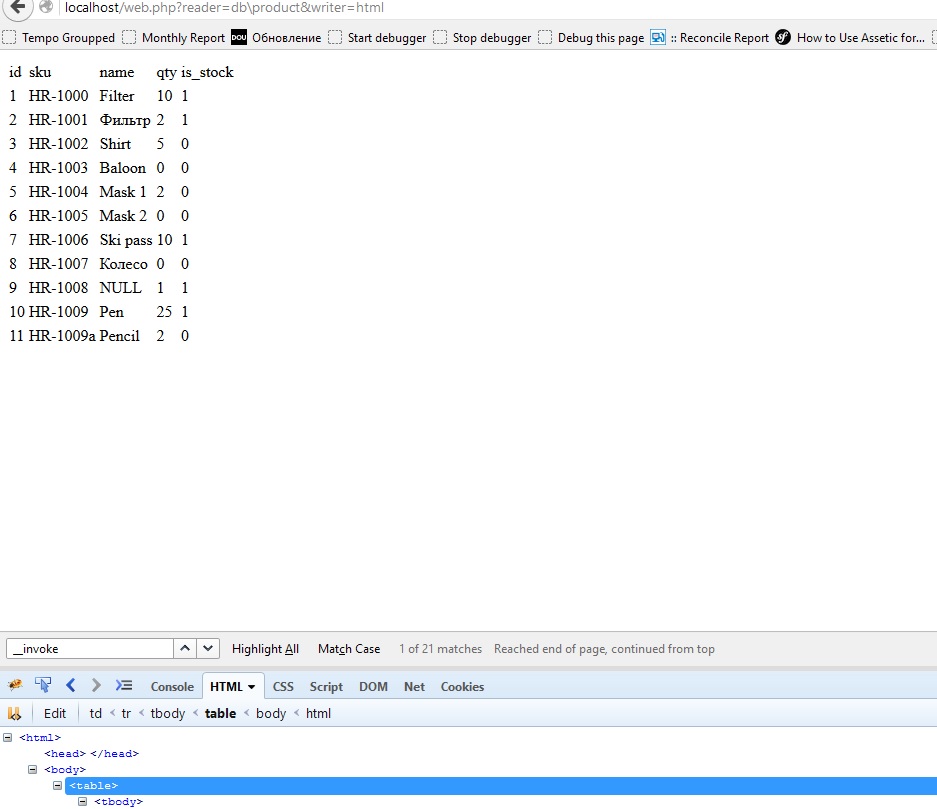 localhost/web.php?reader=db\product&writer=html
Tempo Groupped Monthly Report DOU Обновление Start debugger Stop debugger Debug this page :: Reconcile Report sf How to Use Assetic for...
id sku name qty is_stock
1 HR-1000 Filter 10 1
2 HR-1001 Фильтр 2 1
3 HR-1002 Shirt 5 0
4 HR-1003 Baloon 0 0
5 HR-1004 Mask 1 2 0
6 HR-1005 Mask 2 0 0
7 HR-1006 Ski pass 10 1
8 HR-1007 Колесо 0 0
9 HR-1008 NULL 1 1
10 HR-1009 Pen 25 1
11 HR-1009a Pencil 2 0
__invoke Highlight All Match Case 1 of 21 matches Reached end of page, continued from top
Console HTML CSS Script DOM Net Cookies
Edit td < tr < tbody < table < body < html
<html>
<head> </head>
<body>
<table>
<tbody>